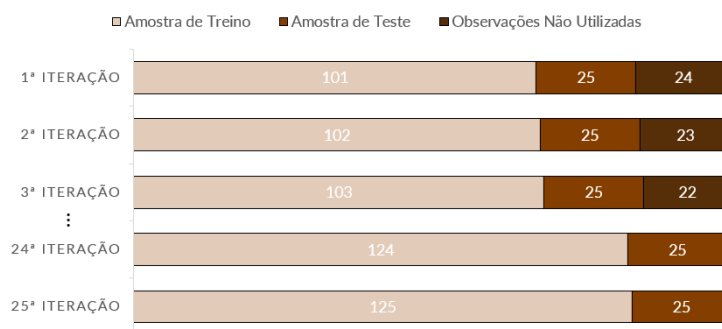 Amostra de Treino Amostra de Teste Observações Não Utilizadas
1ª ITERAÇÃO 101 25 24
2ª ITERAÇÃO 102 25 23
3ª ITERAÇÃO 103 25 22
⋮
24ª ITERAÇÃO 124 25
25ª ITERAÇÃO 125 25